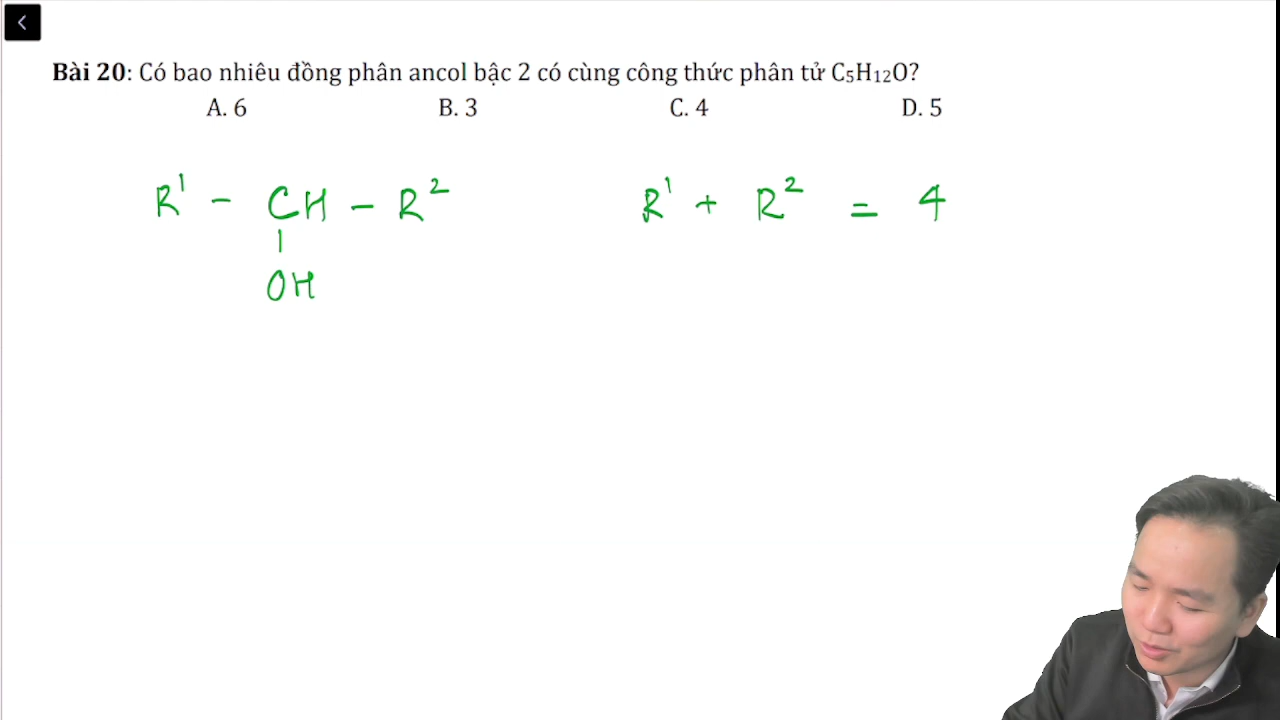 Bài 20: Có bao nhiêu đồng phân ancol bậc 2 có cùng công thức phân tử C₅H₁₂O?
A. 6 B. 3 C. 4 D. 5
R¹ - CH - R² R¹ + R² = 4
|
OH